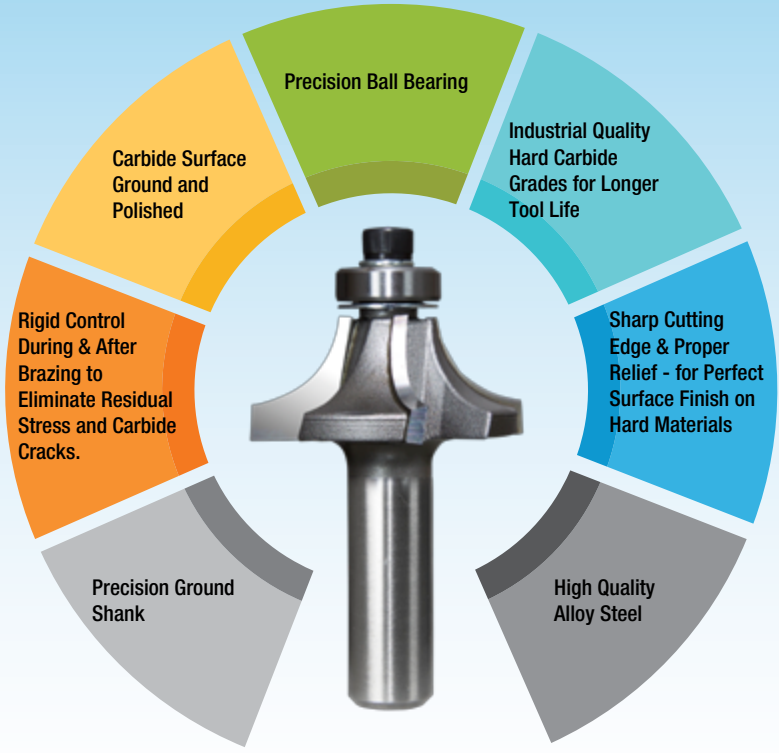 Precision Ball Bearing
Industrial Quality
Hard Carbide
Grades for Longer
Tool Life
Sharp Cutting
Edge & Proper
Relief - for Perfect
Surface Finish on
Hard Materials
High Quality
Alloy Steel
Precision Ground
Shank
Rigid Control
During & After
Brazing to
Eliminate Residual
Stress and Carbide
Cracks.
Carbide Surface
Ground and
Polished